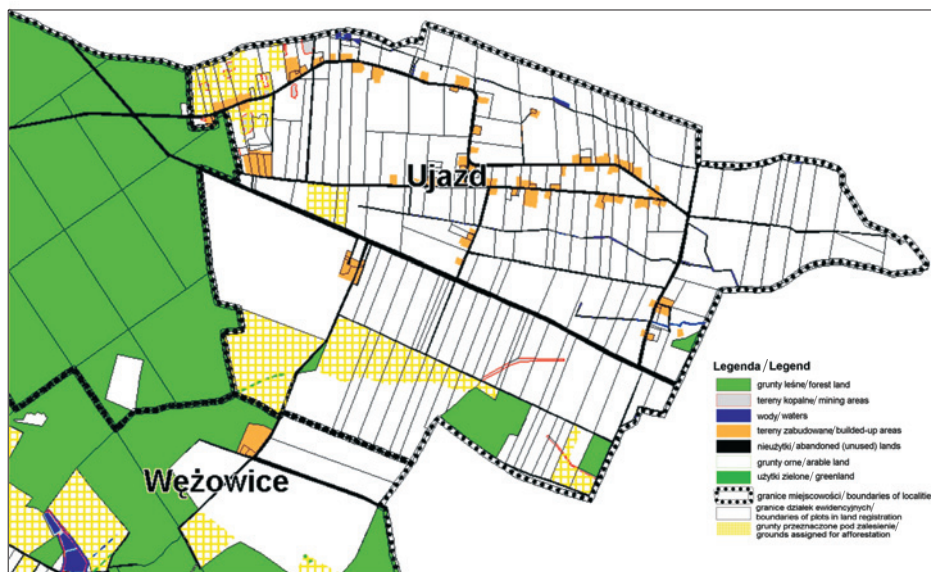 Ujazd
Wężowice
Legenda / Legend
grunty leśne/forest land
tereny kopalne/mining areas
wody/waters
tereny zabudowane/builded-up areas
nieużytki/abandoned (unused) lands
grunty orne/arable land
użytki zielone/greenland
granice miejscowości/boundaries of localitie
granice działek ewidencyjnych/
boundaries of plots in land registration
grunty przeznaczone pod zalesienie/
grounds assigned for afforestation